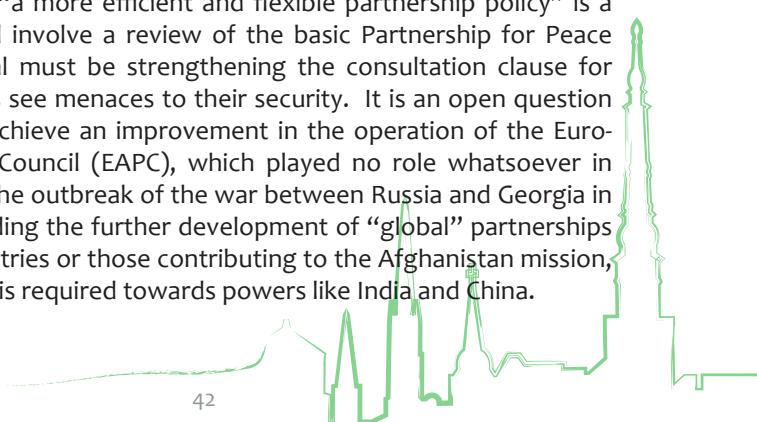 “a more efficient and flexible partnership policy” is a
involve a review of the basic Partnership for Peace
must be strengthening the consultation clause for
see menaces to their security. It is an open question
chieve an improvement in the operation of the Euro-
Council (EAPC), which played no role whatsoever in
he outbreak of the war between Russia and Georgia in
ding the further development of “global” partnerships
tries or those contributing to the Afghanistan mission,
is required towards powers like India and China.
42